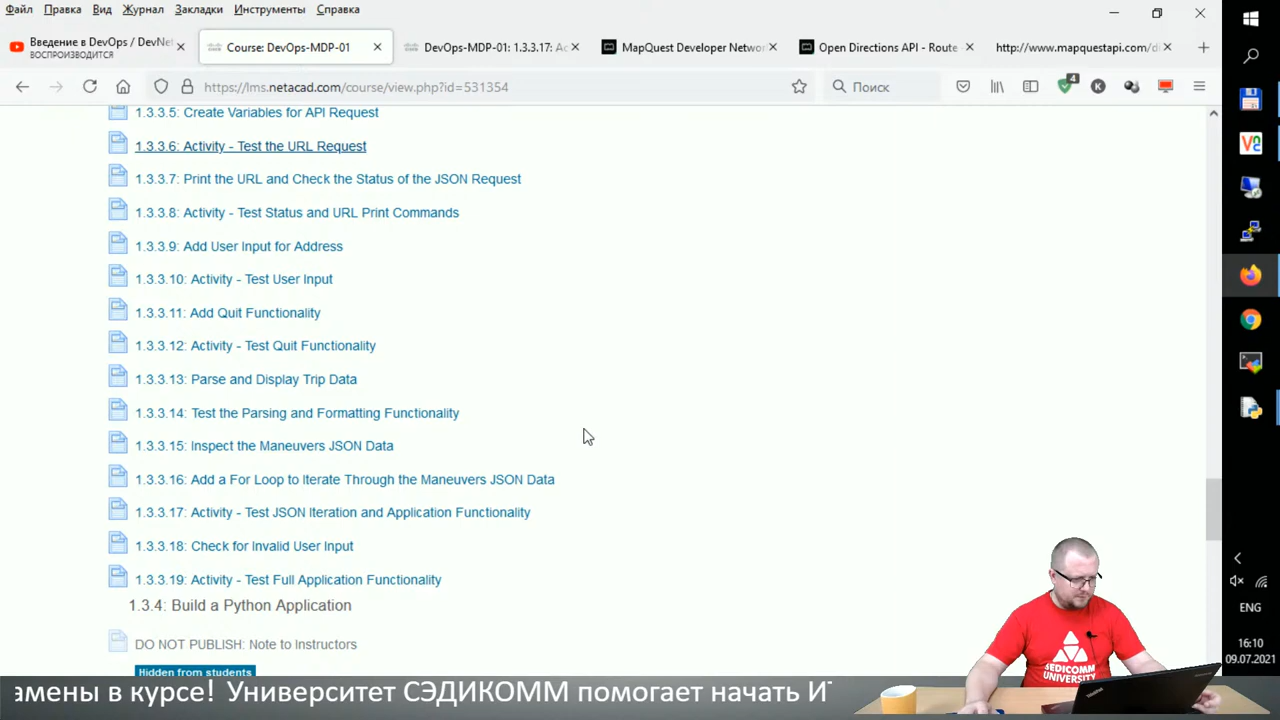 Файл Правка Вид Журнал Закладки Инструменты Справка
Введение в DevOps / DevNet
ВОСПРОИЗВОДИТСЯ
Course: DevOps-MDP-01
DevOps-MDP-01: 1.3.3.17: Ac
MapQuest Developer Networ
Open Directions API - Route
http://www.mapquestapi.com/di
https://lms.netacad.com/course/view.php?id=531354
Поиск
4
1.3.3.5: Create Variables for API Request
1.3.3.6: Activity - Test the URL Request
1.3.3.7: Print the URL and Check the Status of the JSON Request
1.3.3.8: Activity - Test Status and URL Print Commands
1.3.3.9: Add User Input for Address
1.3.3.10: Activity - Test User Input
1.3.3.11: Add Quit Functionality
1.3.3.12: Activity - Test Quit Functionality
1.3.3.13: Parse and Display Trip Data
1.3.3.14: Test the Parsing and Formatting Functionality
1.3.3.15: Inspect the Maneuvers JSON Data
1.3.3.16: Add a For Loop to Iterate Through the Maneuvers JSON Data
1.3.3.17: Activity - Test JSON Iteration and Application Functionality
1.3.3.18: Check for Invalid User Input
1.3.3.19: Activity - Test Full Application Functionality
1.3.4: Build a Python Application
DO NOT PUBLISH: Note to Instructors
Hidden from students
ENG
16:10
09.07.2021
SEDICOMM
UNIVERSITY
ThinkPad
амены в курсе! Университет СЭДИКОММ помогает начать ИТ